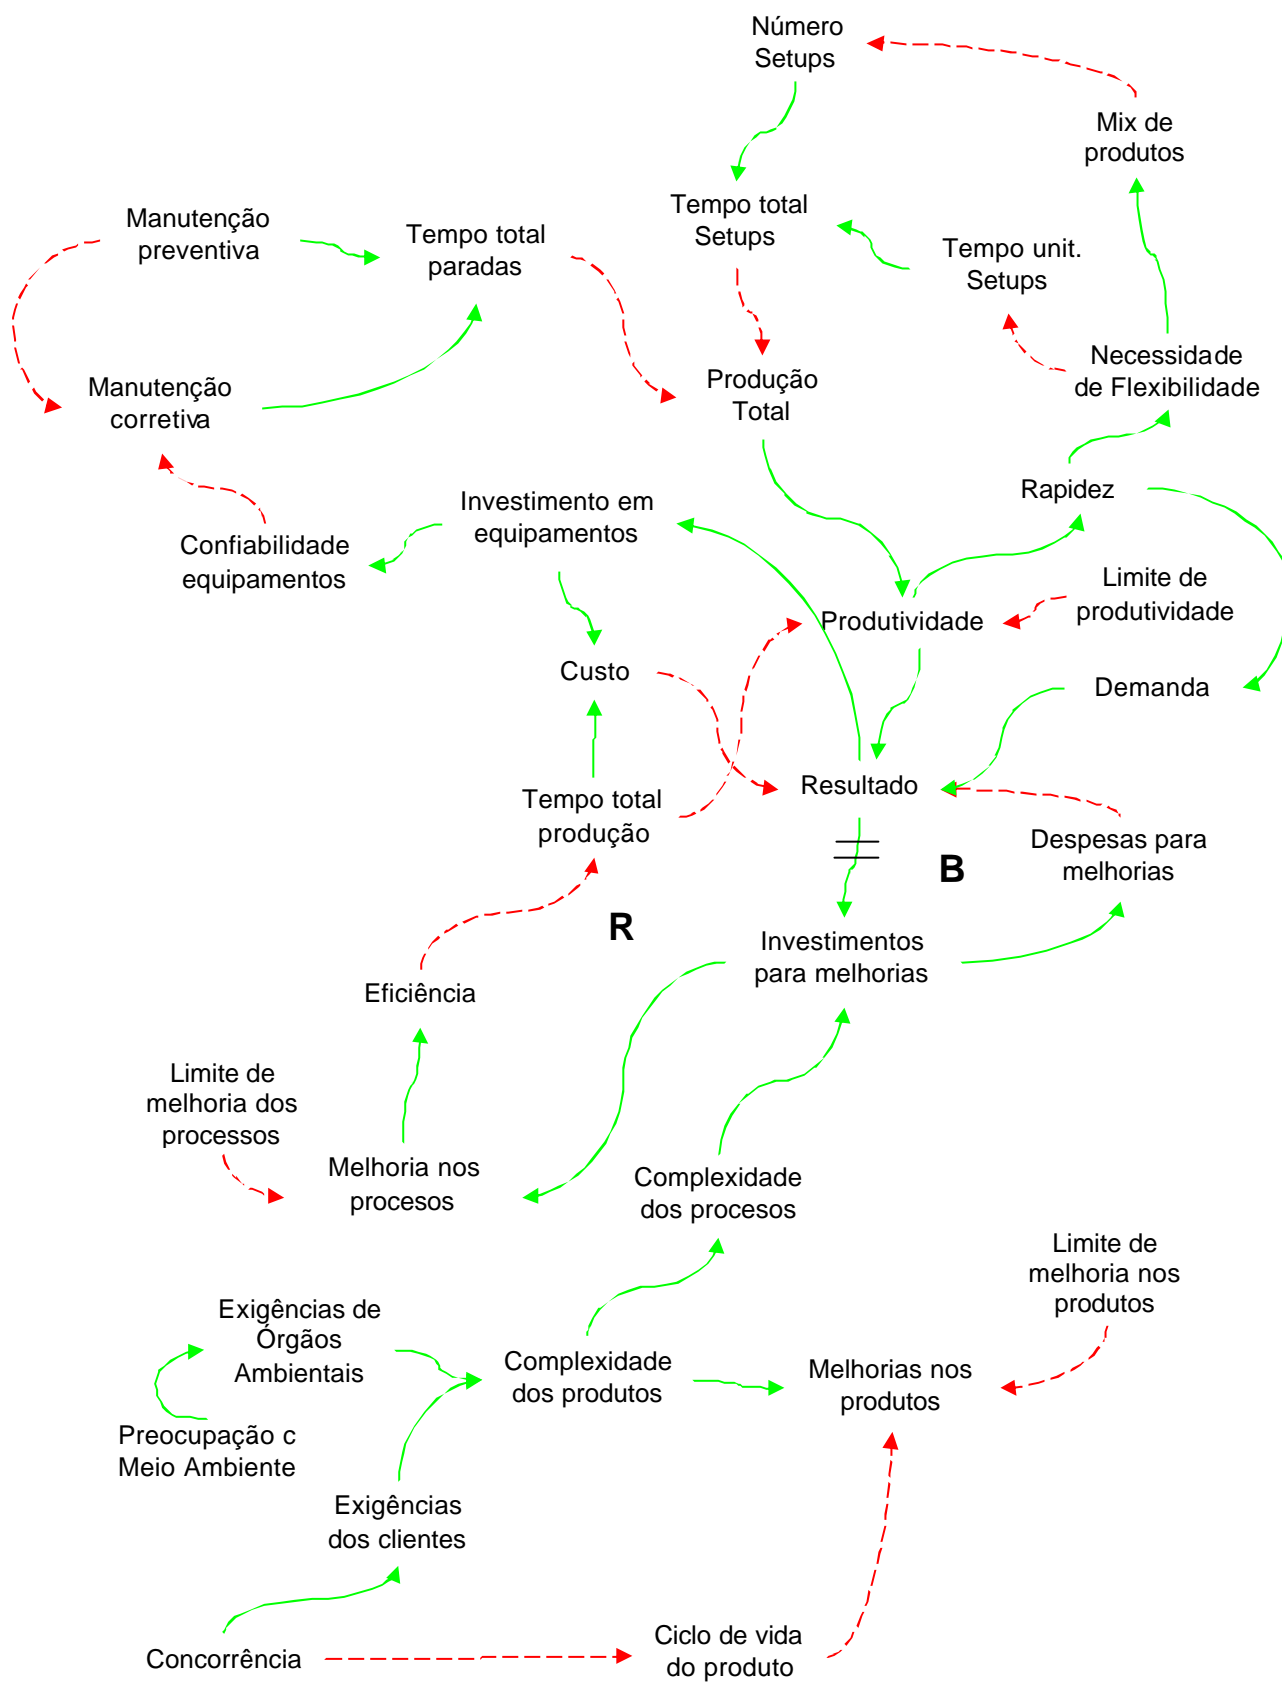 Número
Setups
Mix de
produtos
Manutenção
preventiva
Tempo total
paradas
Tempo total
Setups
Tempo unit.
Setups
Necessidade
de Flexibilidade
Manutenção
corretiva
Produção
Total
Rapidez
Investimento em
equipamentos
Confiabilidade
equipamentos
Limite de
produtividade
Produtividade
Custo
Demanda
Resultado
Tempo total
produção
Despesas para
melhorias
B
R
Investimentos
para melhorias
Eficiência
Limite de
melhoria dos
processos
Melhoria nos
procesos
Complexidade
dos procesos
Limite de
melhoria nos
produtos
Exigências de
Órgãos
Ambientais
Complexidade
dos produtos
Melhorias nos
produtos
Preocupação c
Meio Ambiente
Exigências
dos clientes
Concorrência
Ciclo de vida
do produto